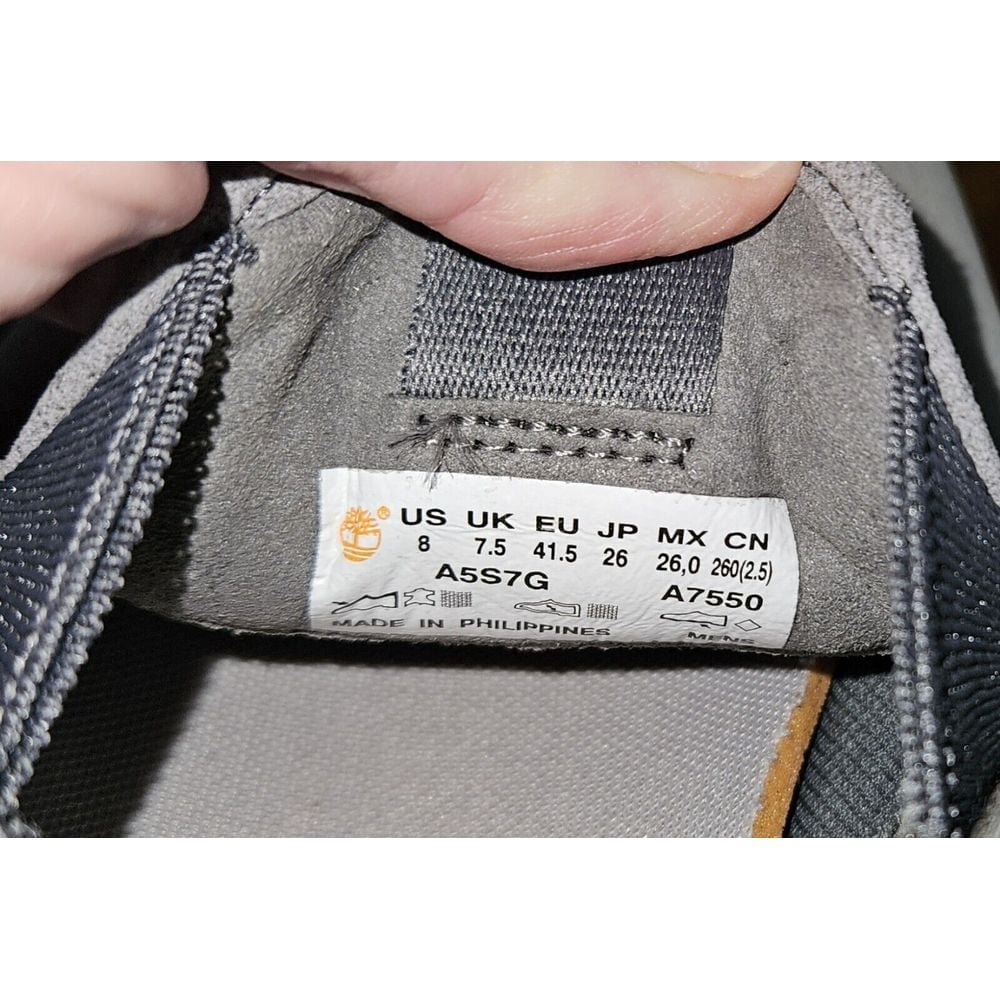 ® US UK EU JP MX CN
8 7.5 41.5 26 26,0 260(2.5)
A5S7G A7550
MADE IN PHILIPPINES MENS